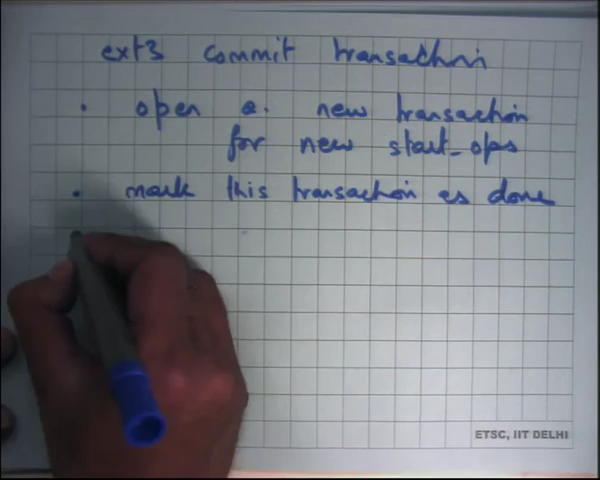 ext3 commit transaction
. open a. new transaction
for new start_ops
. mark this transaction as done
ETSC, IIT DELHI